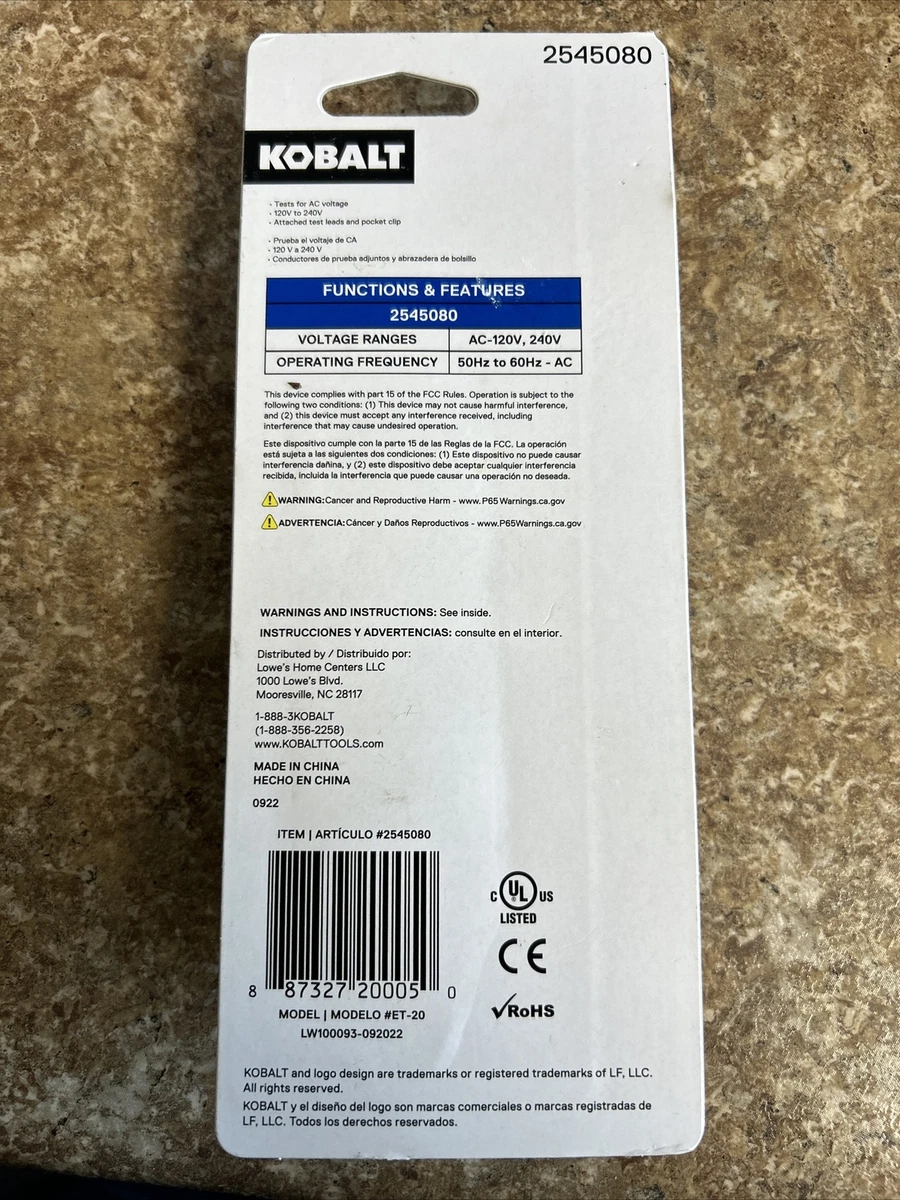 2545080
KOBALT
• Tests for AC voltage
• 120V to 240V
• Attached test leads and pocket clip
• Prueba el voltaje de CA
• 120 V a 240 V
• Conductores de prueba adjuntos y abrazadera de bolsillo
FUNCTIONS & FEATURES
2545080
VOLTAGE RANGES AC-120V, 240V
OPERATING FREQUENCY 50Hz to 60Hz - AC
This device complies with part 15 of the FCC Rules. Operation is subject to the
following two conditions: (1) This device may not cause harmful interference,
and (2) this device must accept any interference received, including
interference that may cause undesired operation.
Este dispositivo cumple con la parte 15 de las Reglas de la FCC. La operación
está sujeta a las siguientes dos condiciones: (1) Este dispositivo no puede causar
interferencia dañina, y (2) este dispositivo debe aceptar cualquier interferencia
recibida, incluida la interferencia que puede causar una operación no deseada.
WARNING:Cancer and Reproductive Harm - www.P65Warnings.ca.gov
ADVERTENCIA:Cáncer y Daños Reproductivos - www.P65Warnings.ca.gov
WARNINGS AND INSTRUCTIONS: See inside.
INSTRUCCIONES Y ADVERTENCIAS: consulte en el interior.
Distributed by / Distribuido por:
Lowe's Home Centers LLC
1000 Lowe's Blvd.
Mooresville, NC 28117
1-888-3KOBALT
(1-888-356-2258)
www.KOBALTTOOLS.com
MADE IN CHINA
HECHO EN CHINA
0922
ITEM | ARTÍCULO #2545080
8 87327 20005 0
MODEL | MODELO #ET-20
LW100093-092022
C UL US
LISTED
CE
RoHS
KOBALT and logo design are trademarks or registered trademarks of LF, LLC.
All rights reserved.
KOBALT y el diseño del logo son marcas comerciales o marcas registradas de
LF, LLC. Todos los derechos reservados.